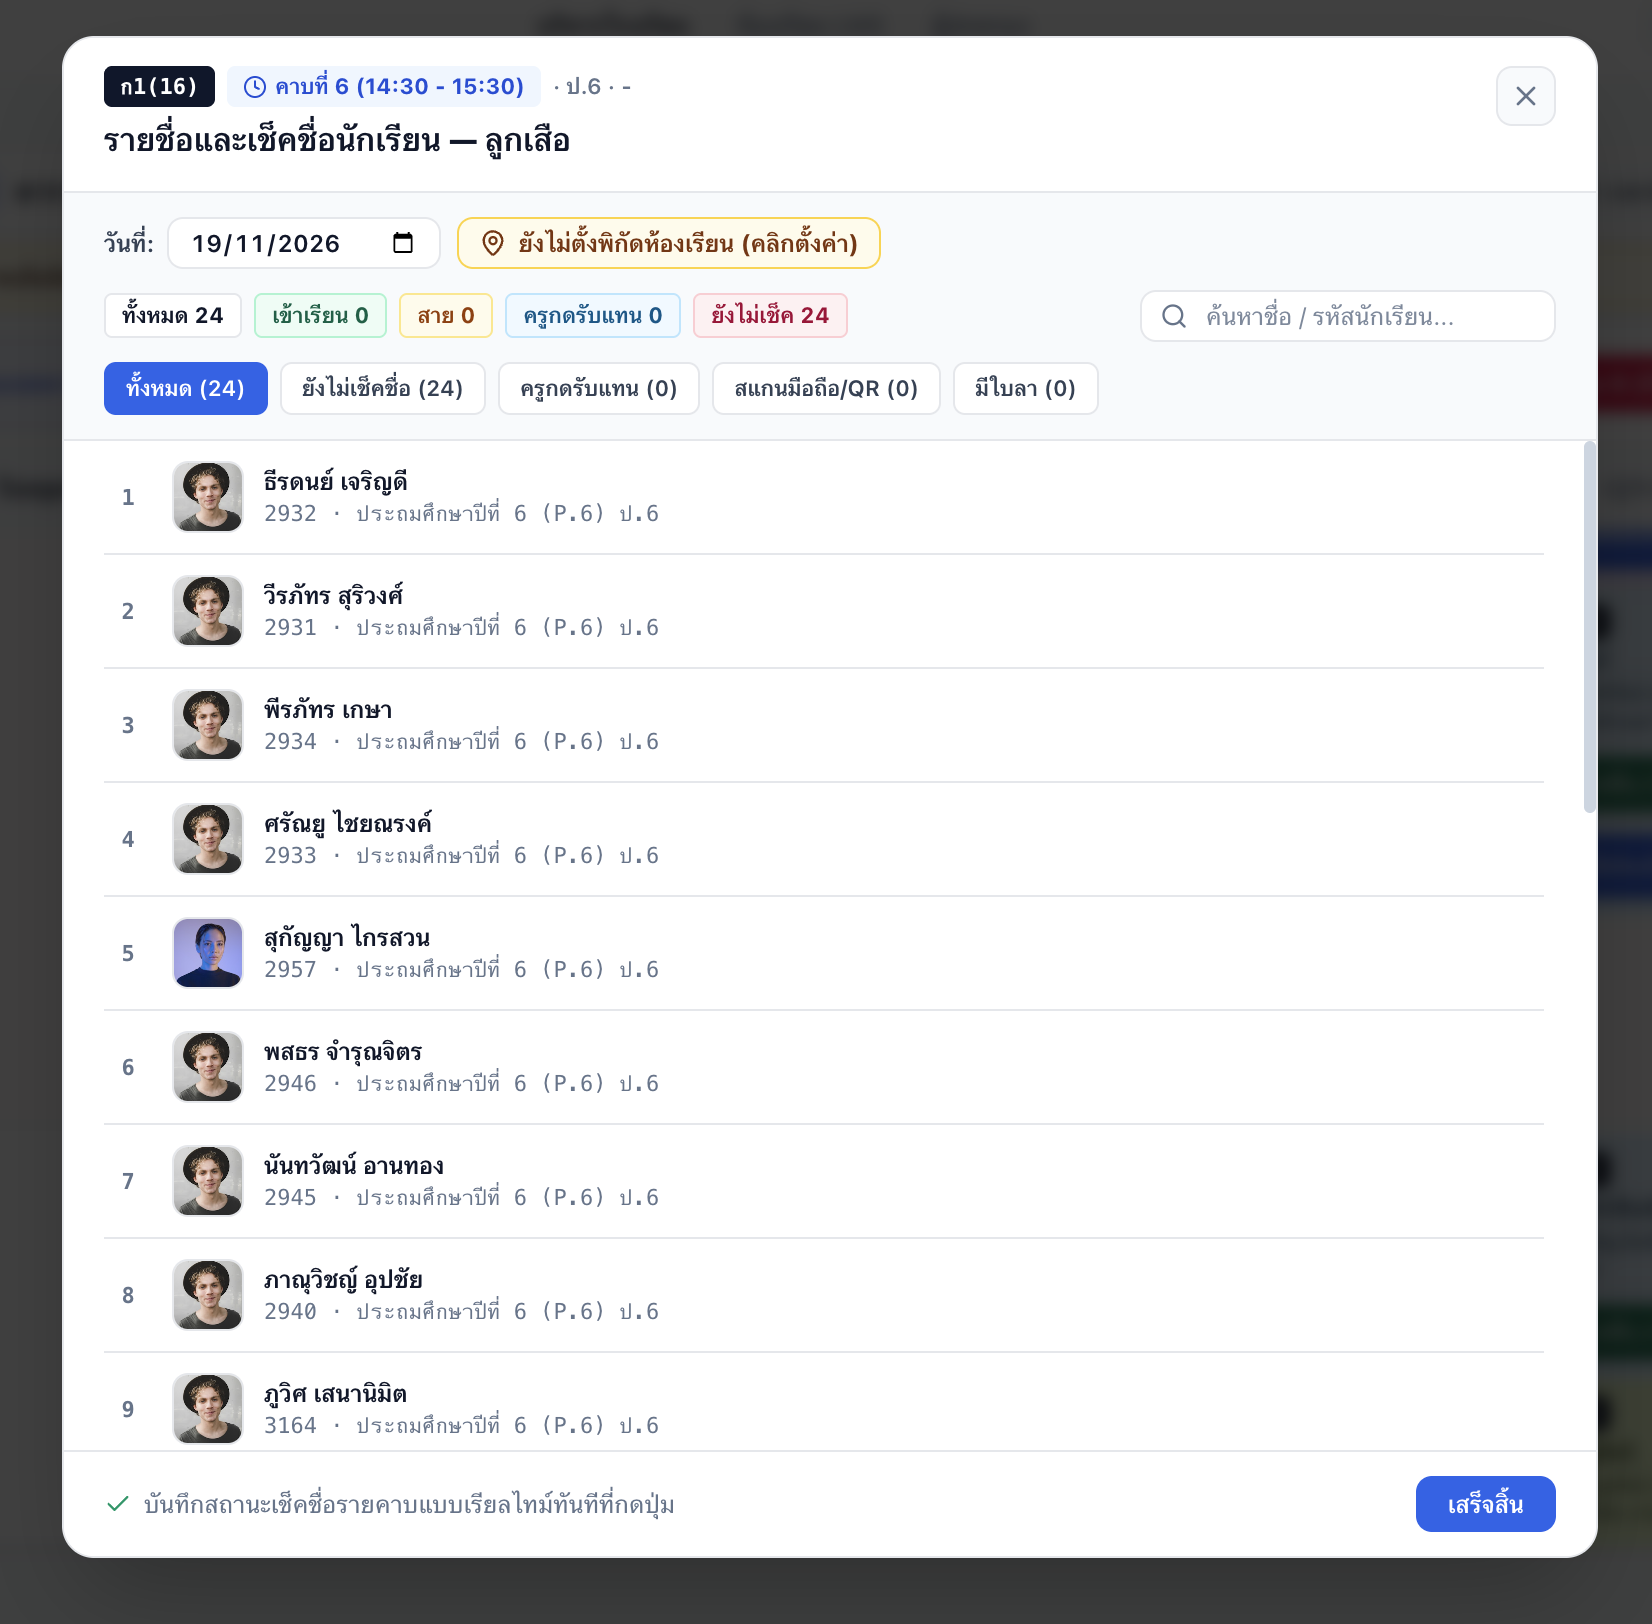 ก1(16) คาบที่ 6 (14:30 - 15:30) · ป.6 · -
รายชื่อและเช็คชื่อนักเรียน — ลูกเสือ
วันที่: 19/11/2026 ยังไม่ตั้งพิกัดห้องเรียน (คลิกตั้งค่า)
ทั้งหมด 24 เข้าเรียน 0 สาย 0 ครูกดรับแทน 0 ยังไม่เช็ค 24 ค้นหาชื่อ / รหัสนักเรียน...
ทั้งหมด (24) ยังไม่เช็คชื่อ (24) ครูกดรับแทน (0) สแกนมือถือ/QR (0) มีใบลา (0)
1 ธีรดนย์ เจริญดี
2932 · ประถมศึกษาปีที่ 6 (P.6) ป.6
2 วีรภัทร สุริวงศ์
2931 · ประถมศึกษาปีที่ 6 (P.6) ป.6
3 พีรภัทร เกษา
2934 · ประถมศึกษาปีที่ 6 (P.6) ป.6
4 ศรัณยู ไชยณรงค์
2933 · ประถมศึกษาปีที่ 6 (P.6) ป.6
5 สุกัญญา ไกรสวน
2957 · ประถมศึกษาปีที่ 6 (P.6) ป.6
6 พสธร จำรุณจิตร
2946 · ประถมศึกษาปีที่ 6 (P.6) ป.6
7 นันทวัฒน์ อานทอง
2945 · ประถมศึกษาปีที่ 6 (P.6) ป.6
8 ภาณุวิชญ์ อุปชัย
2940 · ประถมศึกษาปีที่ 6 (P.6) ป.6
9 ภูวิศ เสนานิมิต
3164 · ประถมศึกษาปีที่ 6 (P.6) ป.6
บันทึกสถานะเช็คชื่อรายคาบแบบเรียลไทม์ทันทีที่กดปุ่ม เสร็จสิ้น